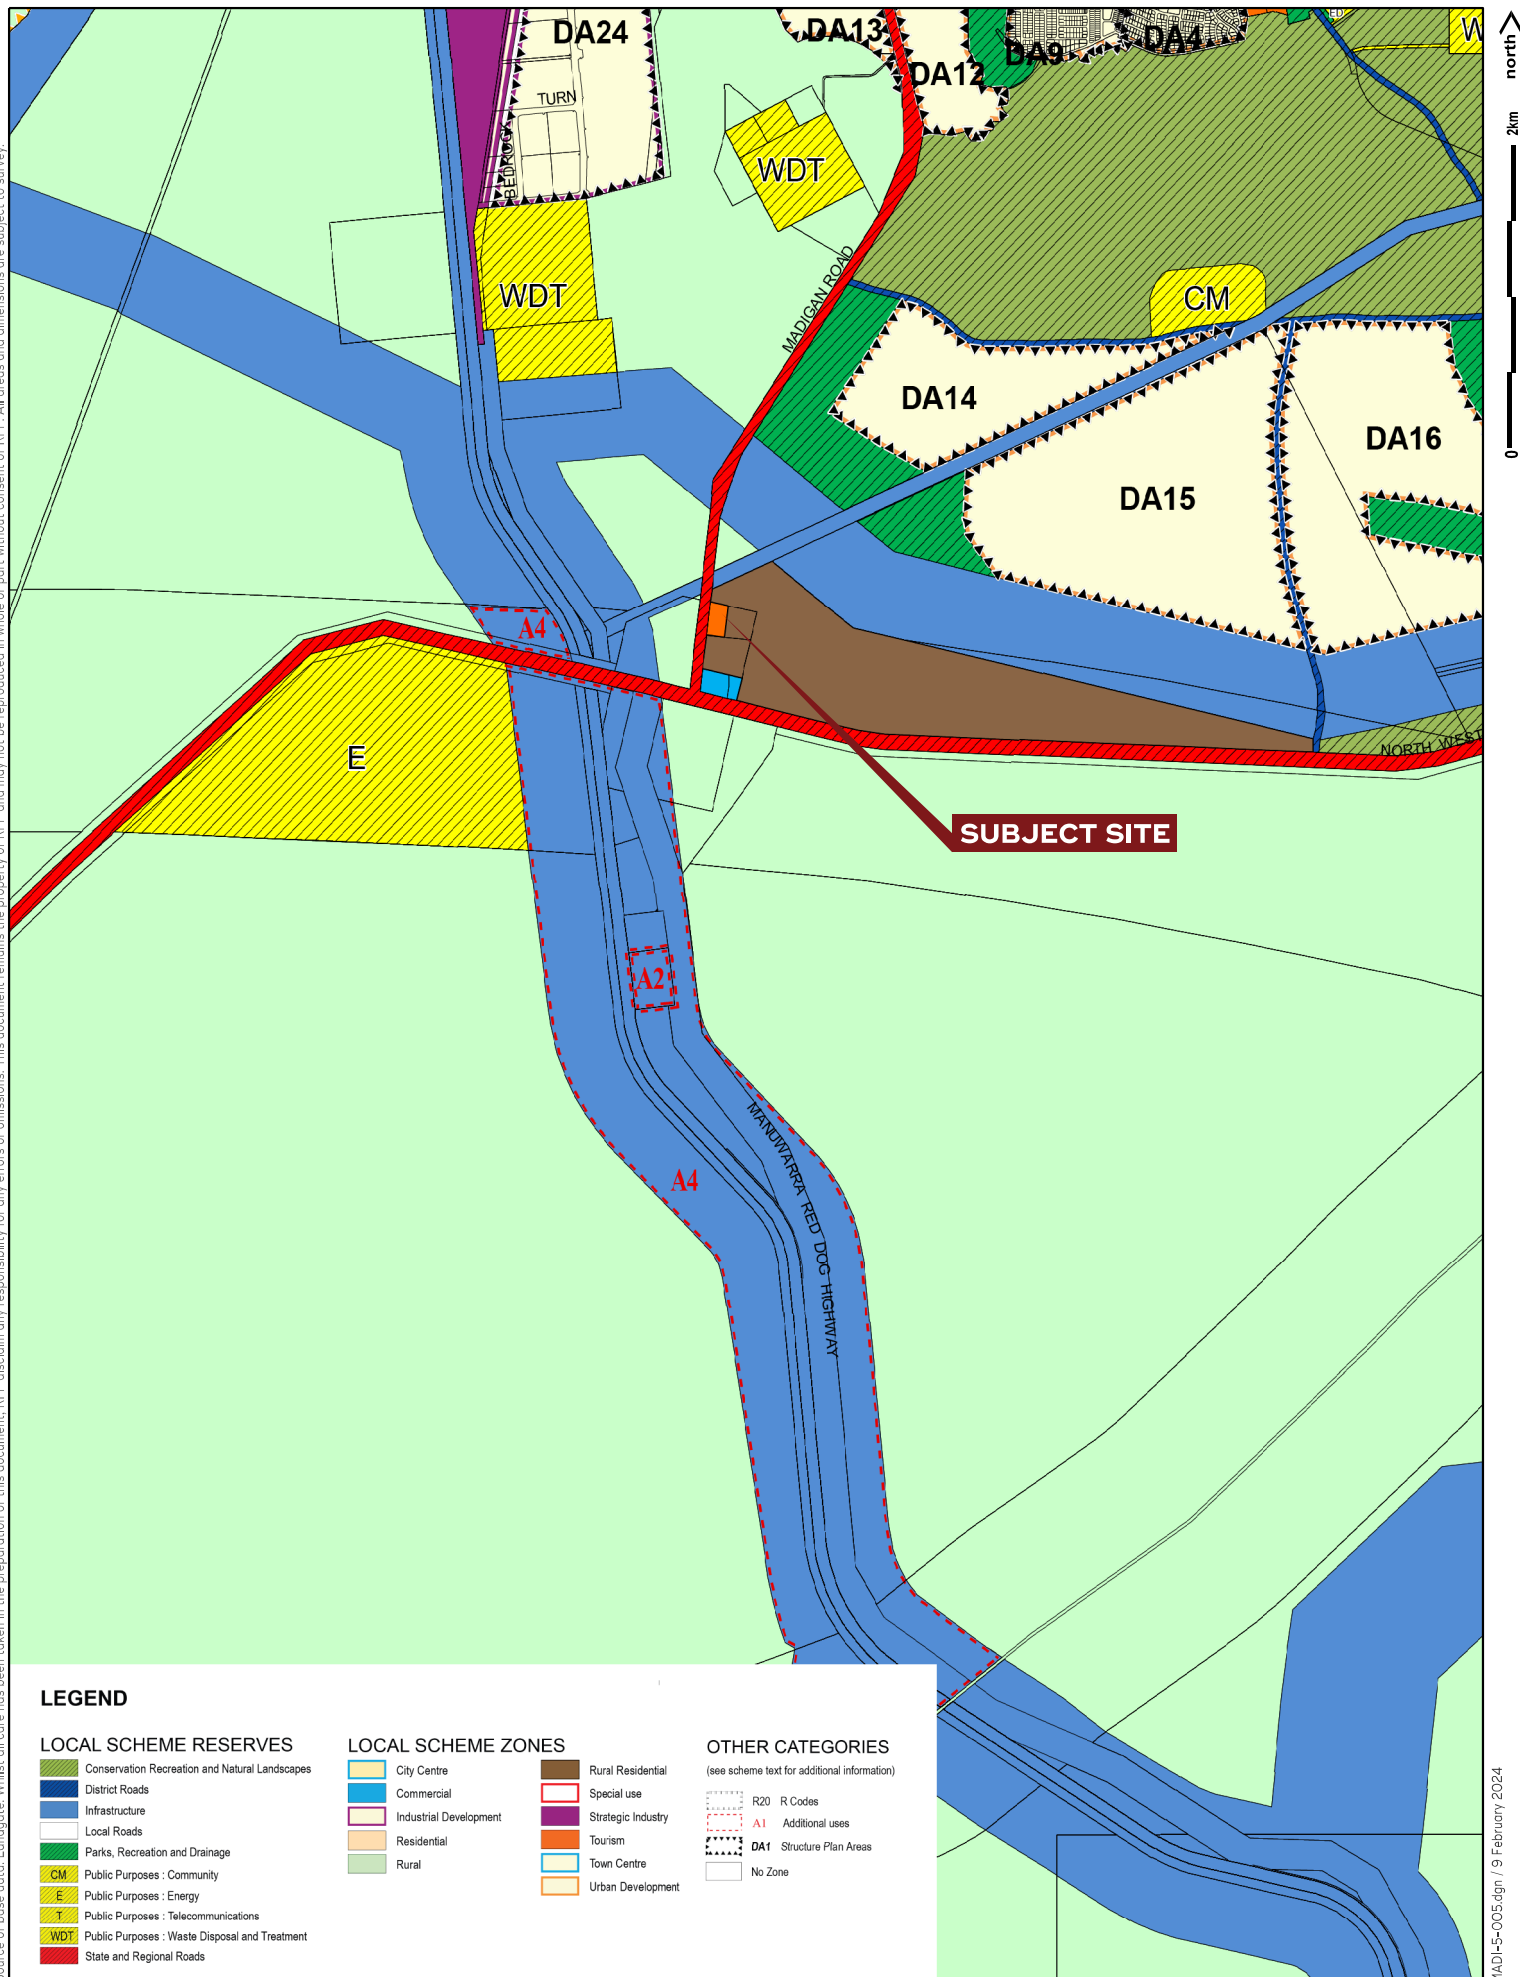 DA24
DA13
DA12
DA9
DA4
W
north
TURN
BEDROCK
WDT
2km
WDT
MADIGAN ROAD
CM
DA14
DA16
DA15
0
A4
E
NORTH WEST
SUBJECT SITE
A2
MANUWARRA RED DOG HIGHWAY
A4
LEGEND
LOCAL SCHEME RESERVES
Conservation Recreation and Natural Landscapes
District Roads
Infrastructure
Local Roads
Parks, Recreation and Drainage
CM Public Purposes : Community
E Public Purposes : Energy
T Public Purposes : Telecommunications
WDT Public Purposes : Waste Disposal and Treatment
State and Regional Roads
LOCAL SCHEME ZONES
City Centre
Commercial
Industrial Development
Residential
Rural
Rural Residential
Special use
Strategic Industry
Tourism
Town Centre
Urban Development
OTHER CATEGORIES
(see scheme text for additional information)
R20 R Codes
A1 Additional uses
DA1 Structure Plan Areas
No Zone
MADI-5-005.dgn / 9 February 2024